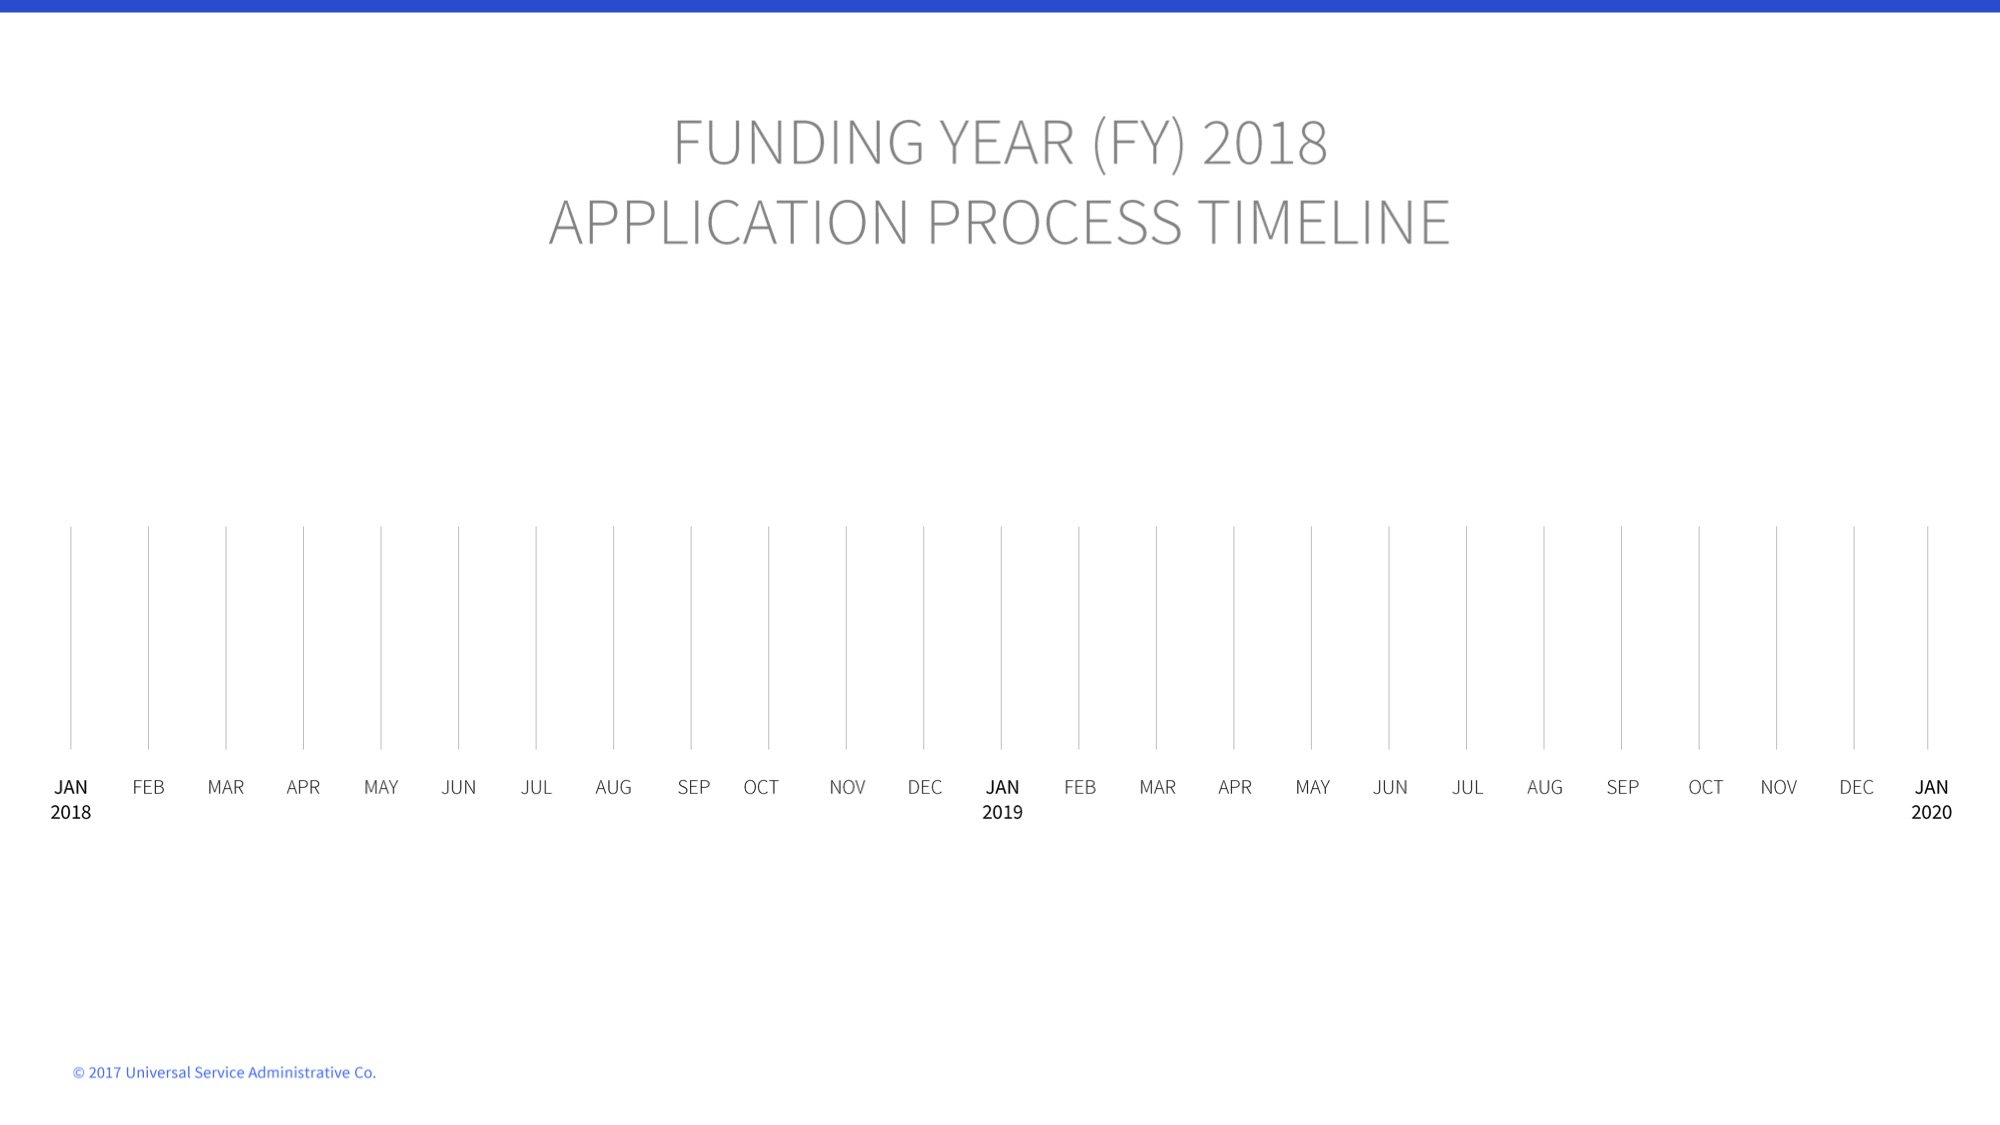 FUNDING YEAR (FY) 2018
APPLICATION PROCESS TIMELINE
JAN FEB MAR APR MAY JUN JUL AUG SEP OCT NOV DEC JAN FEB MAR APR MAY JUN JUL AUG SEP OCT NOV DEC JAN
2018 2019 2020
© 2017 Universal Service Administrative Co.